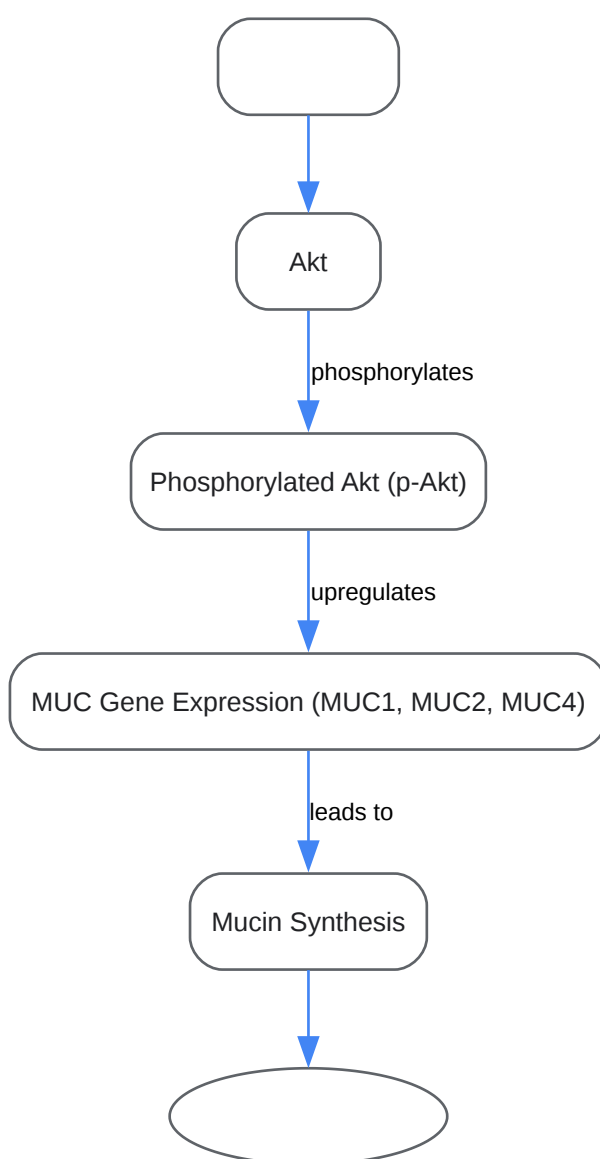 Akt
phosphorylates
Phosphorylated Akt (p-Akt)
upregulates
MUC Gene Expression (MUC1, MUC2, MUC4)
leads to
Mucin Synthesis